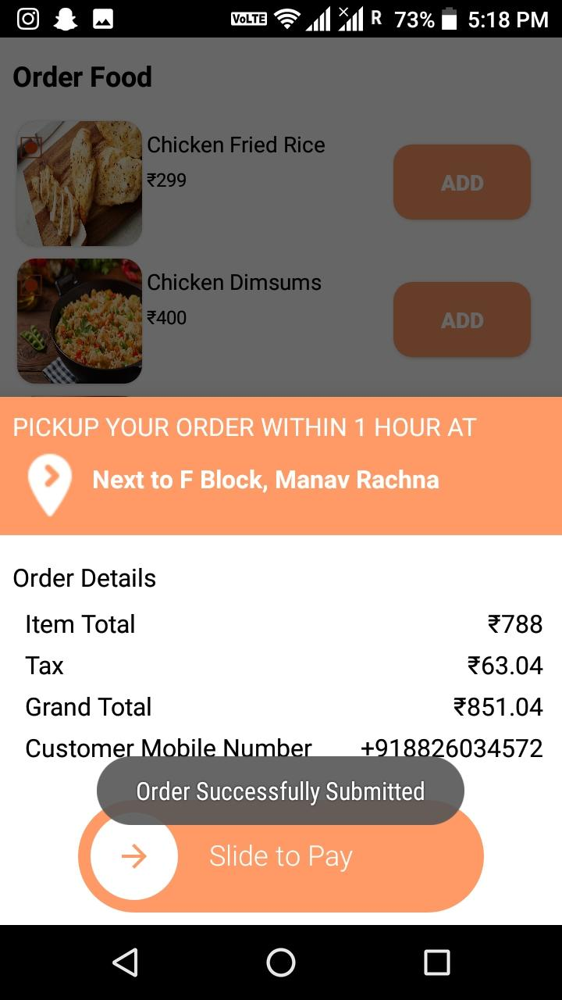 VoLTE R 73% 5:18 PM
Order Food
Chicken Fried Rice
₹299
ADD
Chicken Dimsums
₹400
ADD
PICKUP YOUR ORDER WITHIN 1 HOUR AT
Next to F Block, Manav Rachna
Order Details
Item Total ₹788
Tax ₹63.04
Grand Total ₹851.04
Customer Mobile Number +918826034572
Order Successfully Submitted
Slide to Pay